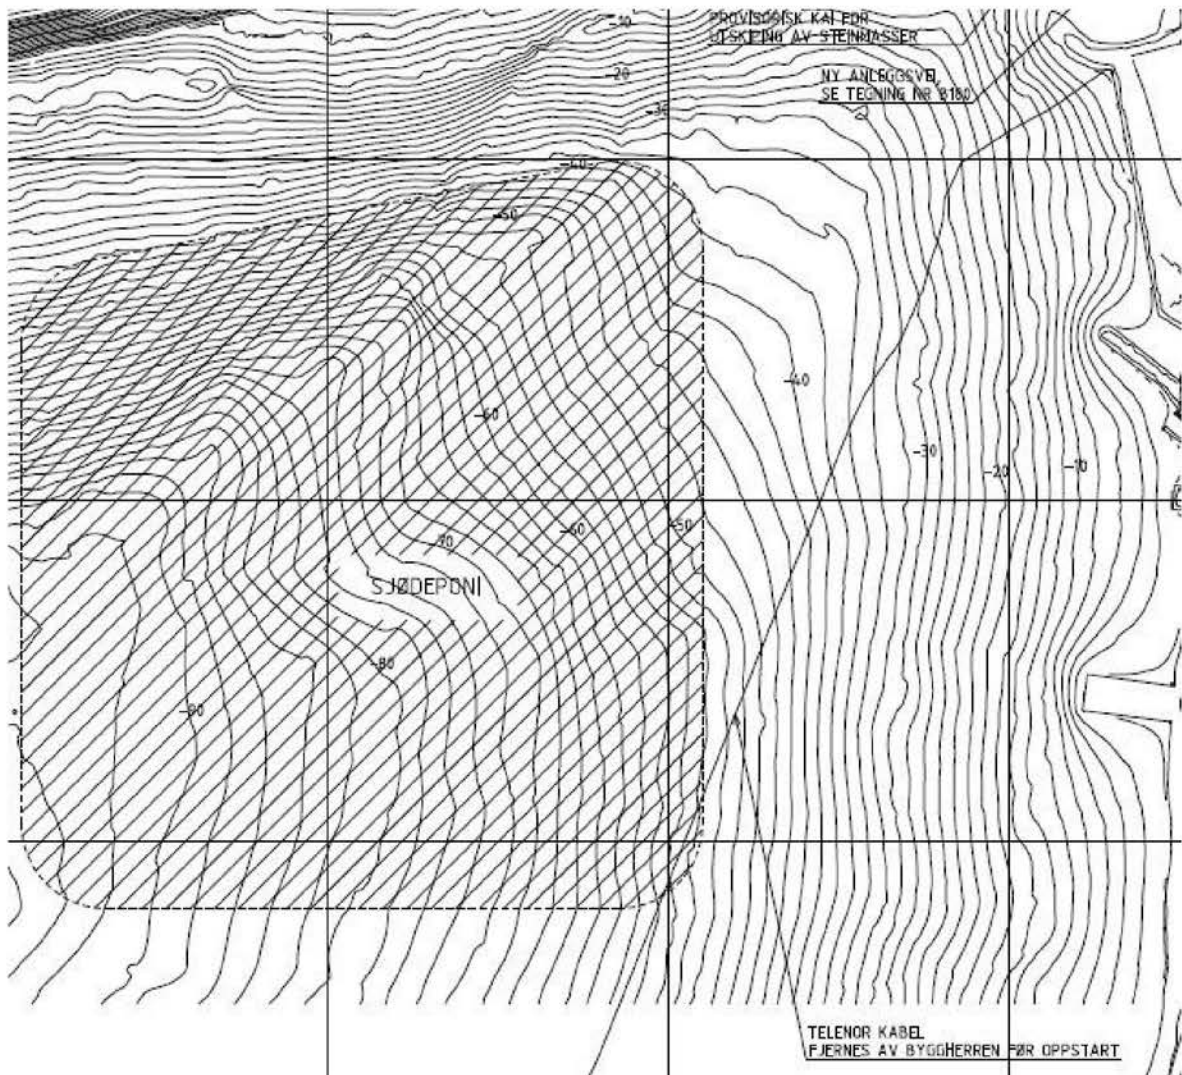 -10
PROVISORISK KAI FOR
UTSKIPING AV STEINMASSER
-20
NY ANLEGGSVEI,
SE TEGNING NR B180
-30
-40
-50
-40
-60
-30
-20
-10
-50
-60
-70
SJØDEPONI
-80
-90
TELENOR KABEL
FJERNES AV BYGGHERREN FØR OPPSTART